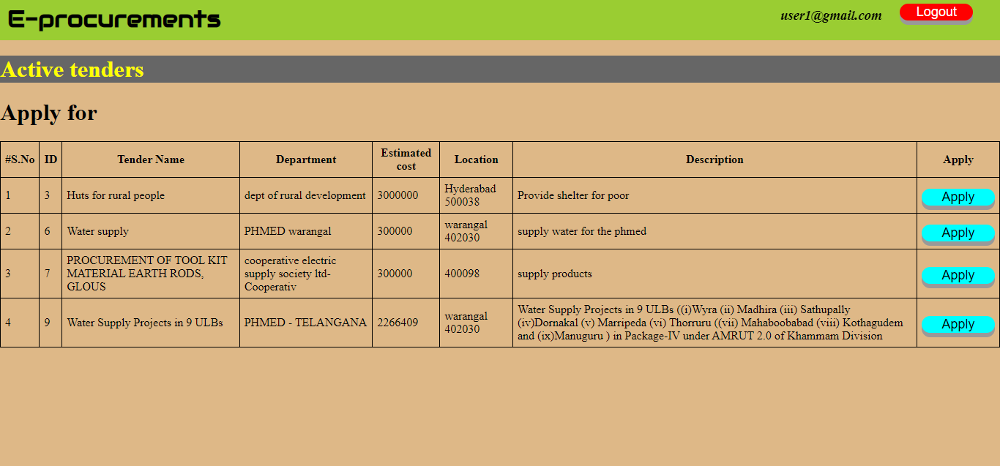 E-procurements
user1@gmail.com
Logout
Active tenders
Apply for
#S.No ID Tender Name Department Estimated cost Location Description Apply
1 3 Huts for rural people dept of rural development 3000000 Hyderabad 500038 Provide shelter for poor Apply
2 6 Water supply PHMED warangal 300000 warangal 402030 supply water for the phmed Apply
3 7 PROCUREMENT OF TOOL KIT MATERIAL EARTH RODS, GLOUS cooperative electric supply society ltd-Cooperativ 300000 400098 supply products Apply
4 9 Water Supply Projects in 9 ULBs PHMED - TELANGANA 2266409 warangal 402030 Water Supply Projects in 9 ULBs ((i)Wyra (ii) Madhira (iii) Sathupally (iv)Dornakal (v) Marripeda (vi) Thorruru ((vii) Mahaboobabad (viii) Kothagudem and (ix)Manuguru ) in Package-IV under AMRUT 2.0 of Khammam Division Apply